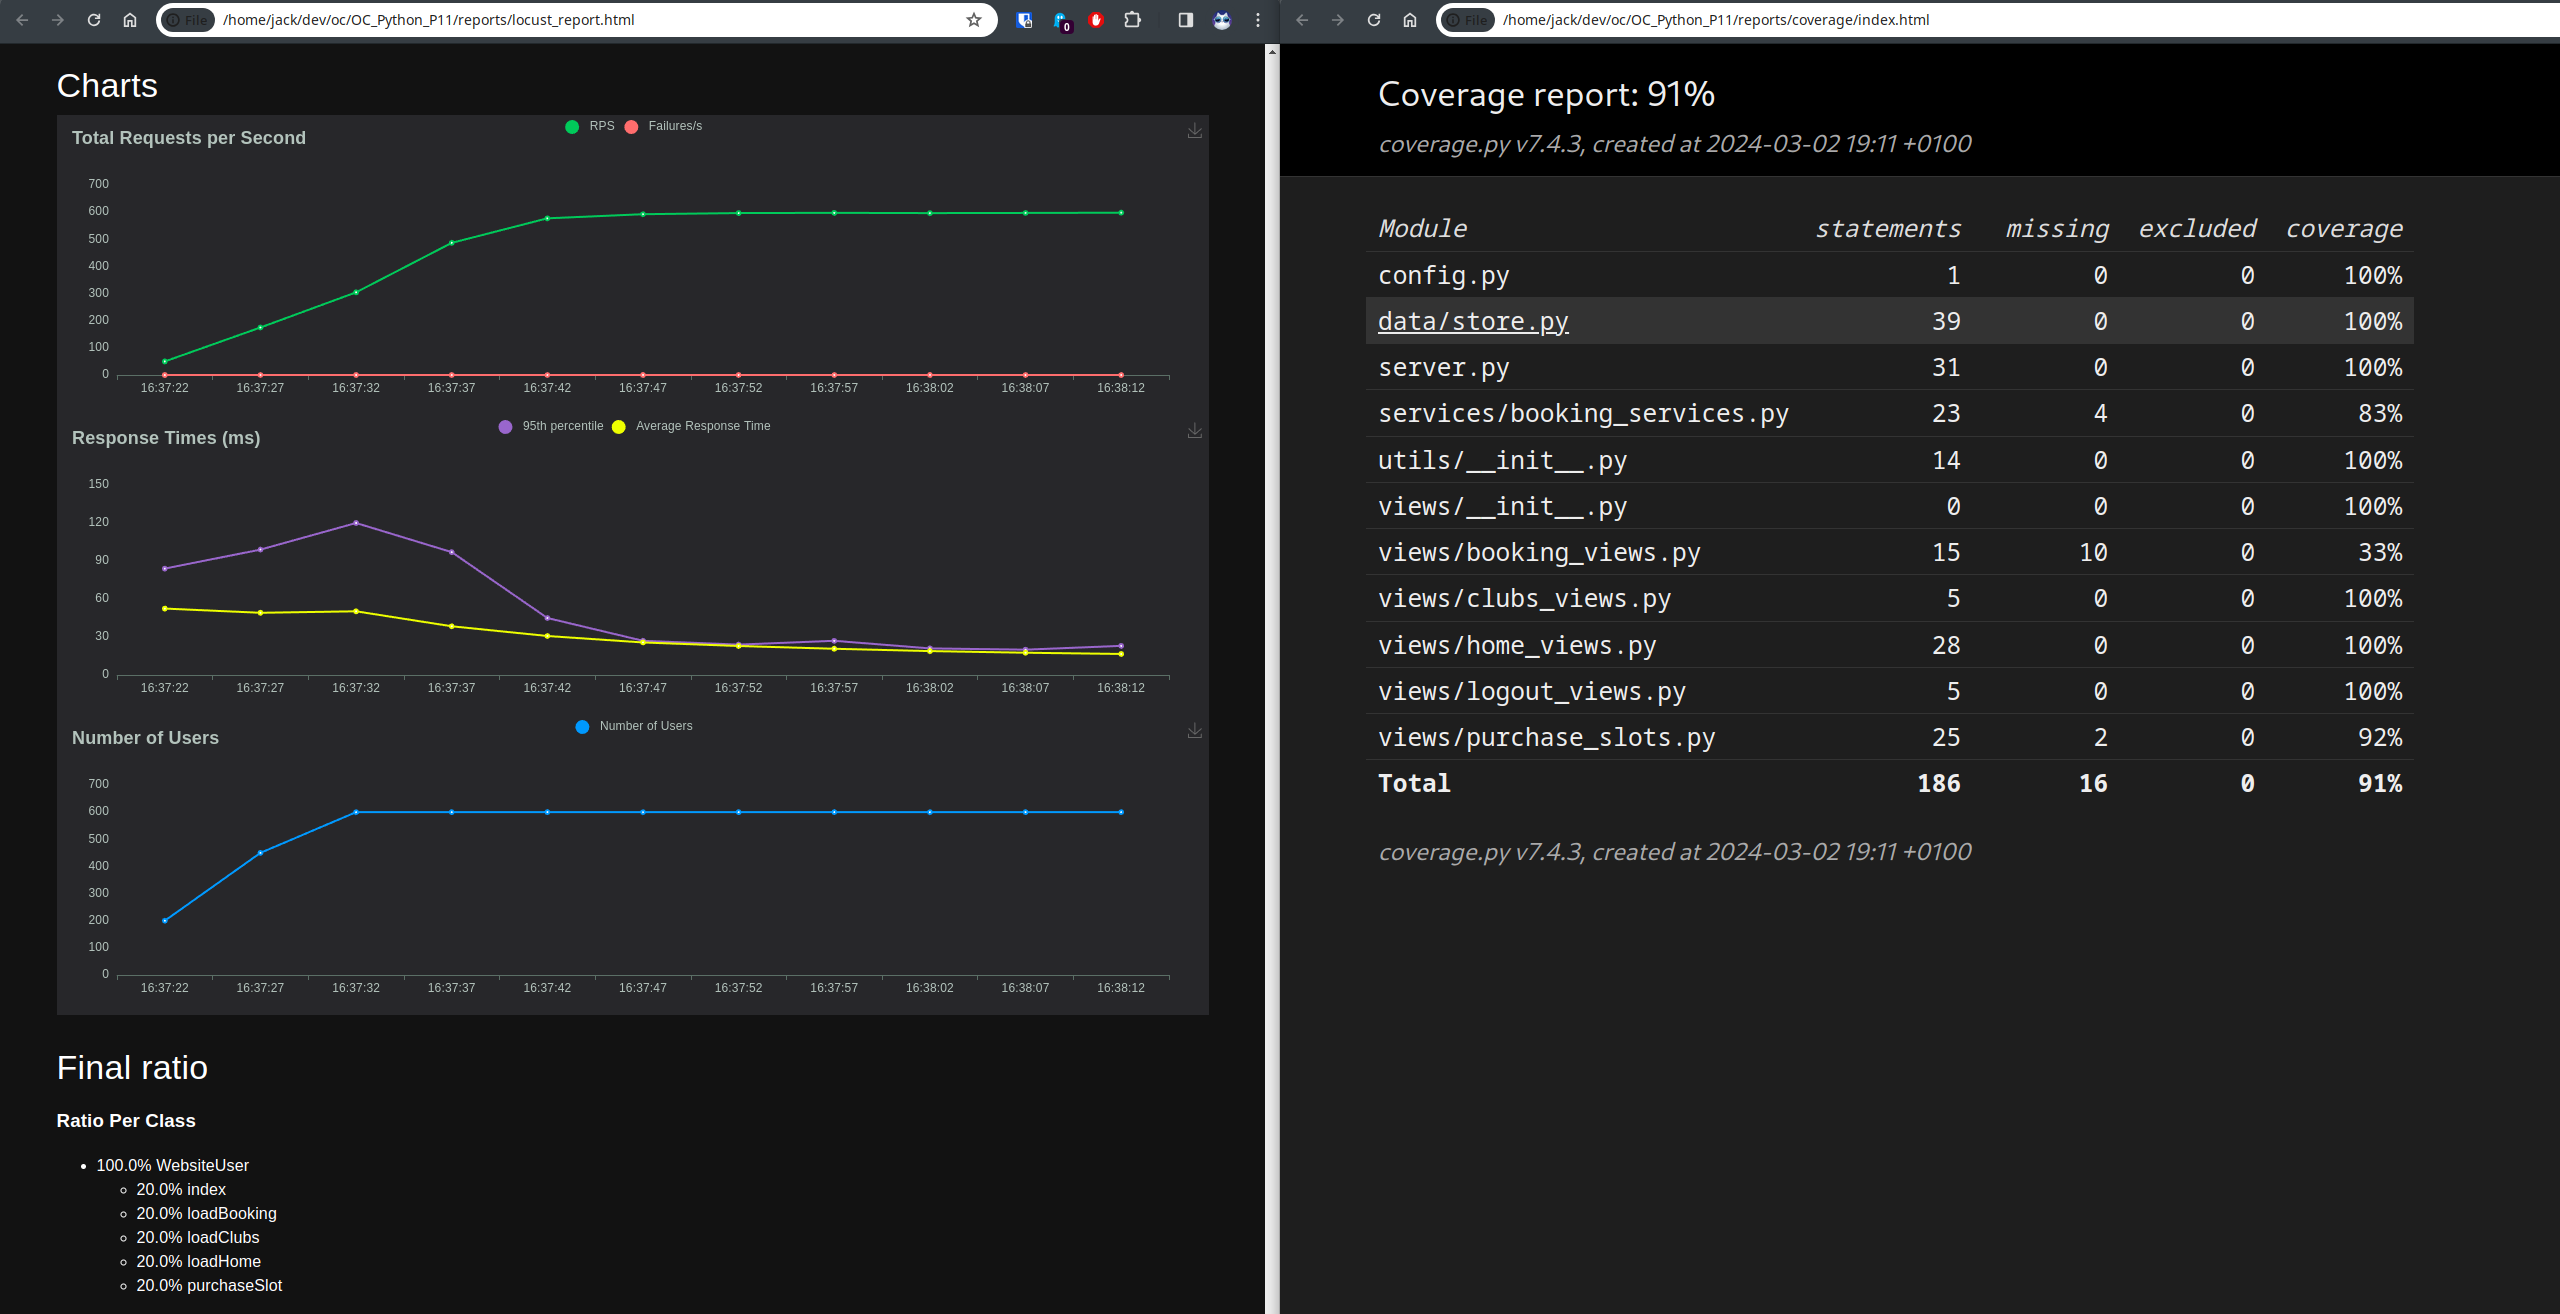 File /home/jack/dev/oc/OC_Python_P11/reports/locust_report.html
0
Charts
Total Requests per Second
RPS Failures/s
700
600
500
400
300
200
100
0
16:37:22 16:37:27 16:37:32 16:37:37 16:37:42 16:37:47 16:37:52 16:37:57 16:38:02 16:38:07 16:38:12
Response Times (ms)
95th percentile Average Response Time
150
120
90
60
30
0
16:37:22 16:37:27 16:37:32 16:37:37 16:37:42 16:37:47 16:37:52 16:37:57 16:38:02 16:38:07 16:38:12
Number of Users
Number of Users
700
600
500
400
300
200
100
0
16:37:22 16:37:27 16:37:32 16:37:37 16:37:42 16:37:47 16:37:52 16:37:57 16:38:02 16:38:07 16:38:12
Final ratio
Ratio Per Class
• 100.0% WebsiteUser
◦ 20.0% index
◦ 20.0% loadBooking
◦ 20.0% loadClubs
◦ 20.0% loadHome
◦ 20.0% purchaseSlot
File /home/jack/dev/oc/OC_Python_P11/reports/coverage/index.html
Coverage report: 91%
coverage.py v7.4.3, created at 2024-03-02 19:11 +0100
Module statements missing excluded coverage
config.py 1 0 0 100%
data/store.py 39 0 0 100%
server.py 31 0 0 100%
services/booking_services.py 23 4 0 83%
utils/__init__.py 14 0 0 100%
views/__init__.py 0 0 0 100%
views/booking_views.py 15 10 0 33%
views/clubs_views.py 5 0 0 100%
views/home_views.py 28 0 0 100%
views/logout_views.py 5 0 0 100%
views/purchase_slots.py 25 2 0 92%
Total 186 16 0 91%
coverage.py v7.4.3, created at 2024-03-02 19:11 +0100